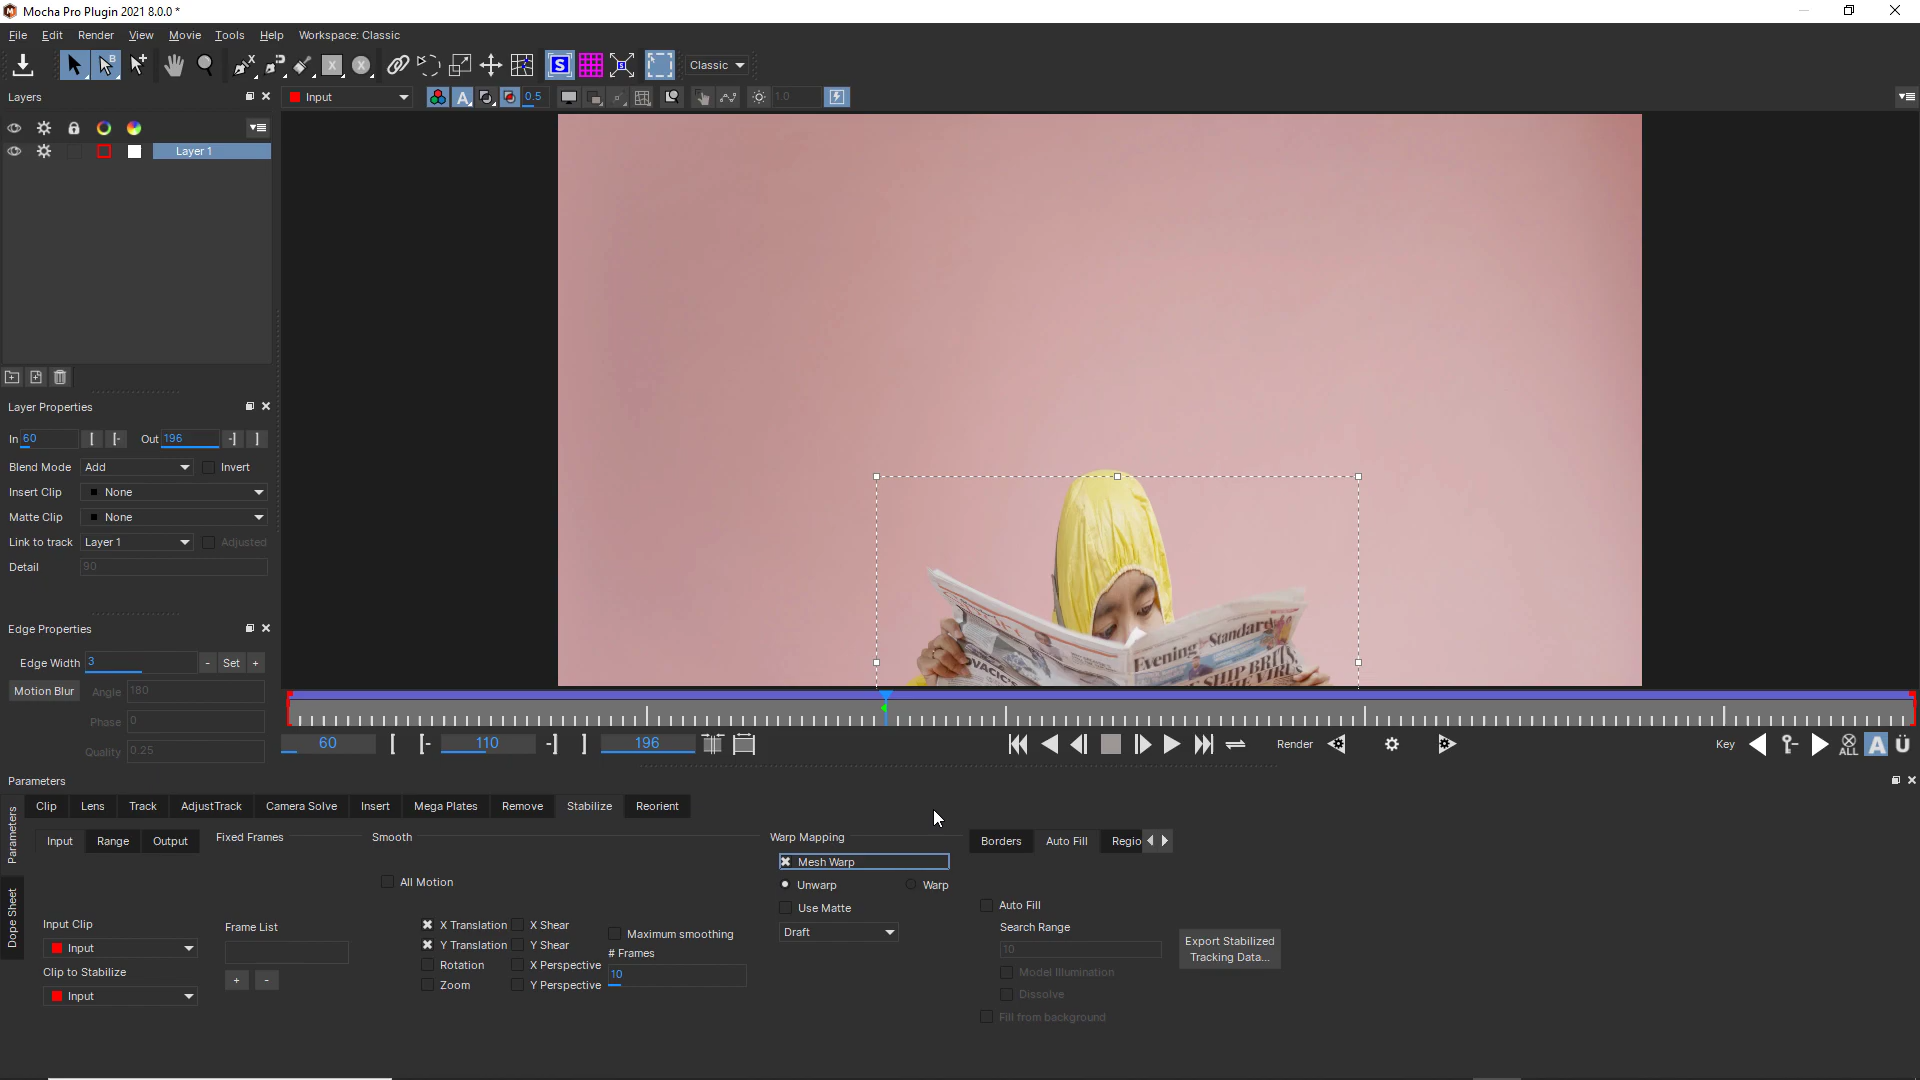 Mocha Pro Plugin 2021 8.0.0 *
File Edit Render View Movie Tools Help Workspace: Classic
B
S
Classic
Layers
Input
A
0.5
1.0
Layer 1
Layer Properties
In 60 Out 196
Blend Mode Add Invert
Insert Clip None
Matte Clip None
Link to track Layer 1 Adjusted
Detail 90
Edge Properties
Edge Width 3 - Set +
Motion Blur Angle 180
Phase 0
Quality 0.25
Evening Standard
SHIP BRITS
60 110 196
Render
Key ALL A
Parameters
Parameters
Dope Sheet
Clip Lens Track AdjustTrack Camera Solve Insert Mega Plates Remove Stabilize Reorient
Input Range Output
Input Clip
Input
Clip to Stabilize
Input
Fixed Frames
Frame List
+ -
Smooth
All Motion
X Translation X Shear
Y Translation Y Shear
Rotation X Perspective
Zoom Y Perspective
Maximum smoothing
# Frames
10
Warp Mapping
Mesh Warp
Unwarp Warp
Use Matte
Draft
Borders Auto Fill Regio
Auto Fill
Search Range
10
Model Illumination
Dissolve
Fill from background
Export Stabilized
Tracking Data...